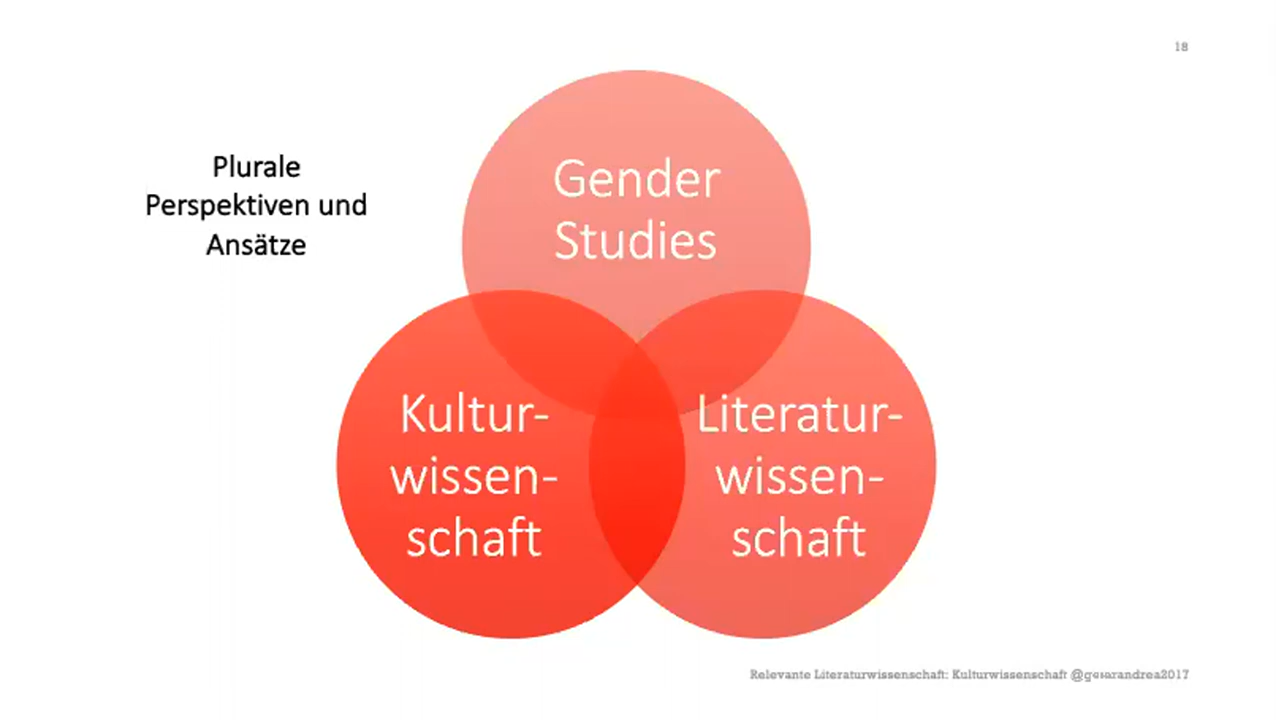 18
Plurale
Perspektiven und
Ansätze
Gender
Studies
Kultur-
wissen-
schaft
Literatur-
wissen-
schaft
Relevante Literaturwissenschaft: Kulturwissenschaft